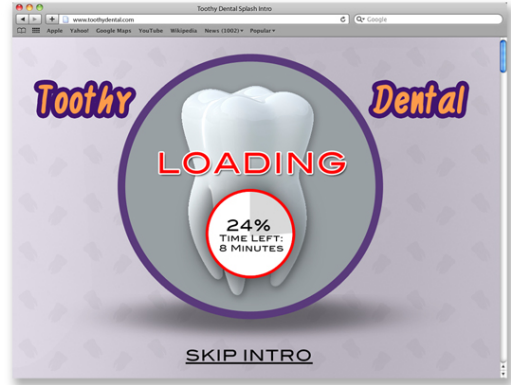 Toothy Dental Splash Intro
www.toothydental.com
Google
Apple Yahoo! Google Maps YouTube Wikipedia News (1002) Popular
Toothy Dental
LOADING
24%
TIME LEFT:
8 MINUTES
SKIP INTRO